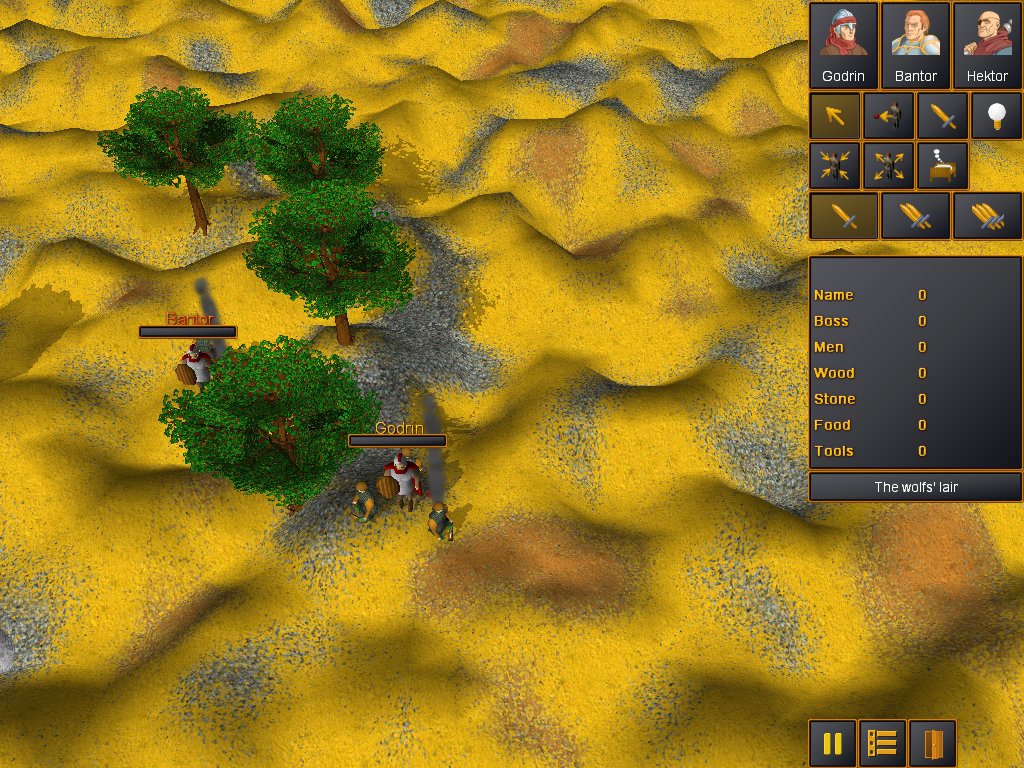 Godrin Bantor Hektor
Bantor
Godrin
Name 0
Boss 0
Men 0
Wood 0
Stone 0
Food 0
Tools 0
The wolfs' lair